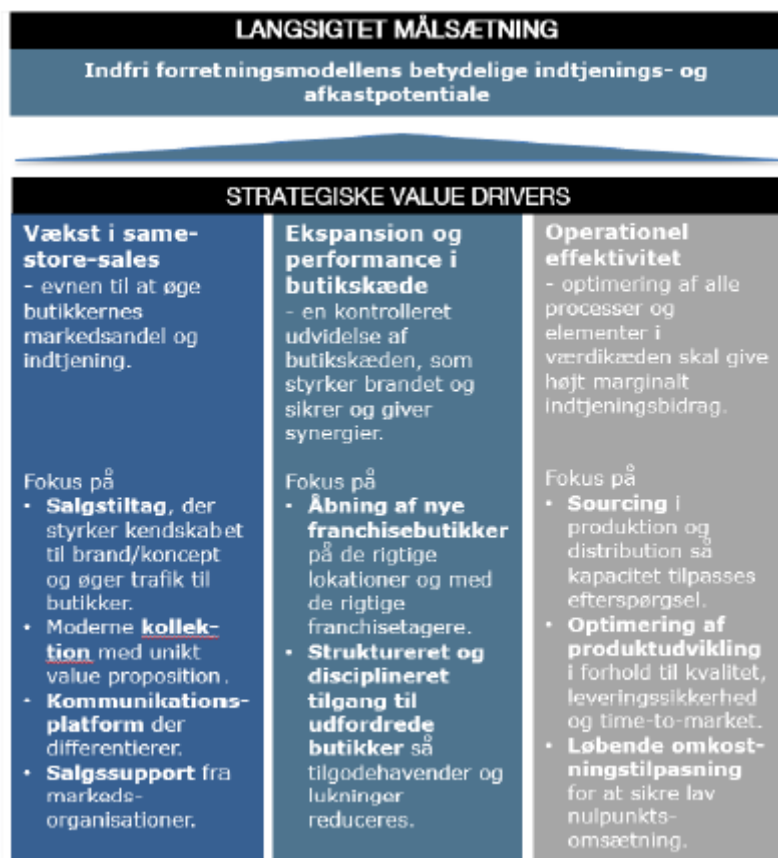 LANGSIGTET MÅLSÆTNING
Indfri forretningsmodellens betydelige indtjenings- og
afkastpotentiale
STRATEGISKE VALUE DRIVERS
Vækst i same-
store-sales
- evnen til at øge
butikkernes
markedsandel og
indtjening.
Fokus på
• Salgstiltag, der
styrker kendskabet
til brand/koncept
og øger trafik til
butikker.
• Moderne kollek-
tion med unikt
value proposition.
• Kommunikations-
platform der
differentierer.
• Salgssupport fra
markeds-
organisationer.
Ekspansion og
performance i
butikskæde
- en kontrolleret
udvidelse af
butikskæden, som
styrker brandet og
sikrer og giver
synergier.
Fokus på
• Åbning af nye
franchisebutikker
på de rigtige
lokationer og med
de rigtige
franchisetagere.
• Struktureret og
disciplineret
tilgang til
udfordrede
butikker så
tilgodehavender og
lukninger
reduceres.
Operationel
effektivitet
- optimering af alle
processer og
elementer i
værdikæden skal give
højt marginalt
indtjeningsbidrag.
Fokus på
• Sourcing i
produktion og
distribution så
kapacitet tilpasses
efterspørgsel.
• Optimering af
produktudvikling
i forhold til kvalitet,
leveringssikkerhed
og time-to-market.
• Løbende omkost-
ningstilpasning
for at sikre lav
nulpunkts-
omsætning.